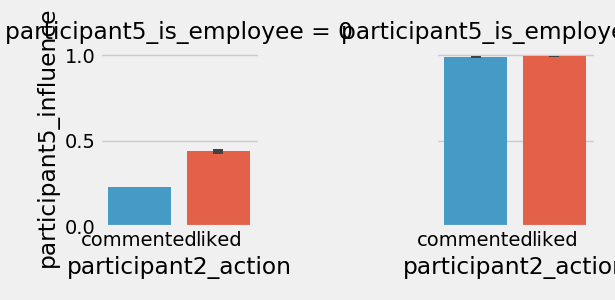 participant5_is_employee = 0
participant5_is_employe
participant5_influence
1.0
0.5
0.0
commented liked
commented liked
participant2_action
participant2_action